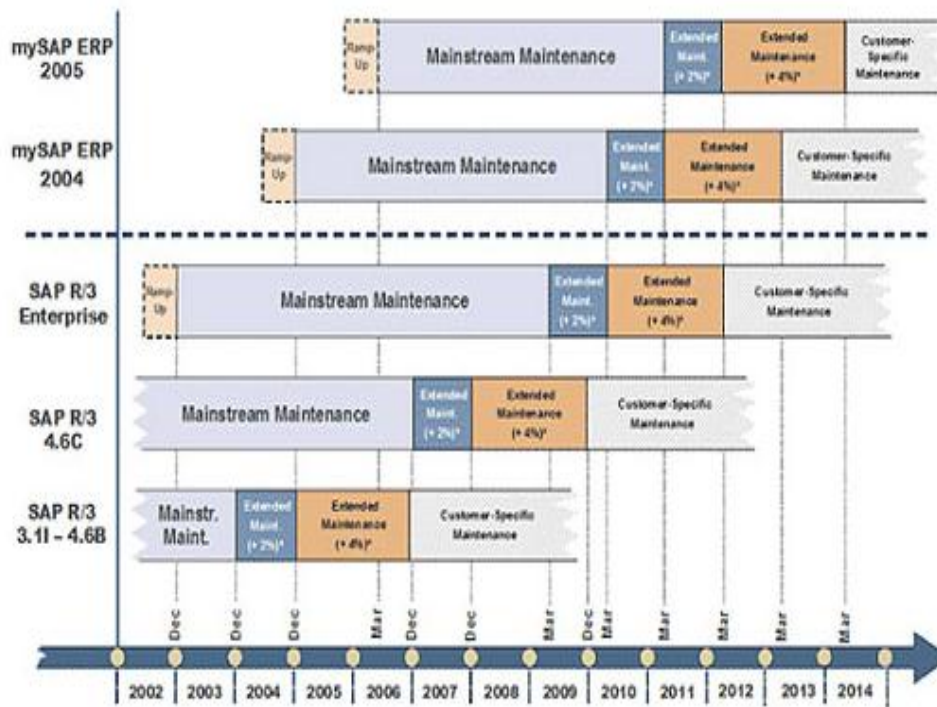 mySAP ERP
2005
Ramp-
Up
Mainstream Maintenance
Extended
Maint.
(+ 2%)*
Extended
Maintenance
(+ 4%)*
Customer-
Specific
Maintenance
mySAP ERP
2004
Ramp-
Up
Mainstream Maintenance
Extended
Maint.
(+ 2%)*
Extended
Maintenance
(+ 4%)*
Customer-Specific
Maintenance
SAP R/3
Enterprise
Ramp-
Up
Mainstream Maintenance
Extended
Maint.
(+ 2%)*
Extended
Maintenance
(+ 4%)*
Customer-Specific
Maintenance
SAP R/3
4.6C
Mainstream Maintenance
Extended
Maint.
(+ 2%)*
Extended
Maintenance
(+ 4%)*
Customer-Specific
Maintenance
SAP R/3
3.1I – 4.6B
Mainstr.
Maint.
Extended
Maint.
(+ 2%)*
Extended
Maintenance
(+ 4%)*
Customer-Specific
Maintenance
Dec Dec Dec Mar Dec Dec Mar Dec Mar Mar Mar Mar Mar
2002 2003 2004 2005 2006 2007 2008 2009 2010 2011 2012 2013 2014